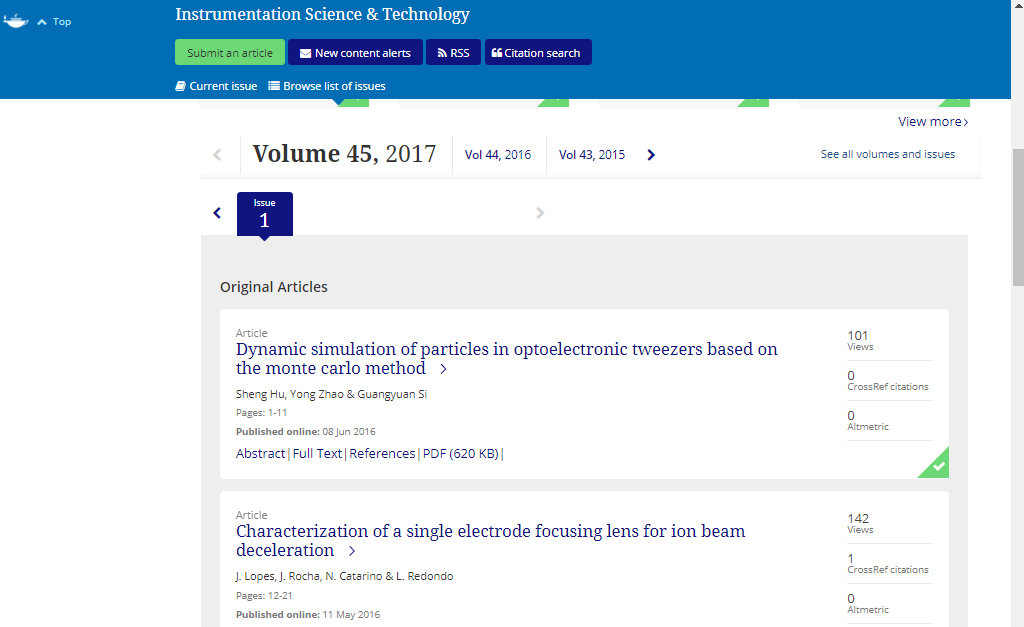 Top
Instrumentation Science & Technology
Submit an article
New content alerts
RSS
Citation search
Current issue
Browse list of issues
View more
Volume 45, 2017
Vol 44, 2016
Vol 43, 2015
See all volumes and issues
Issue
1
Original Articles
Article
Dynamic simulation of particles in optoelectronic tweezers based on
the monte carlo method
Sheng Hu, Yong Zhao & Guangyuan Si
Pages: 1-11
Published online: 08 Jun 2016
Abstract|Full Text|References|PDF (620 KB)|
101
Views
0
CrossRef citations
0
Altmetric
Article
Characterization of a single electrode focusing lens for ion beam
deceleration
J. Lopes, J. Rocha, N. Catarino & L. Redondo
Pages: 12-21
Published online: 11 May 2016
142
Views
1
CrossRef citations
0
Altmetric